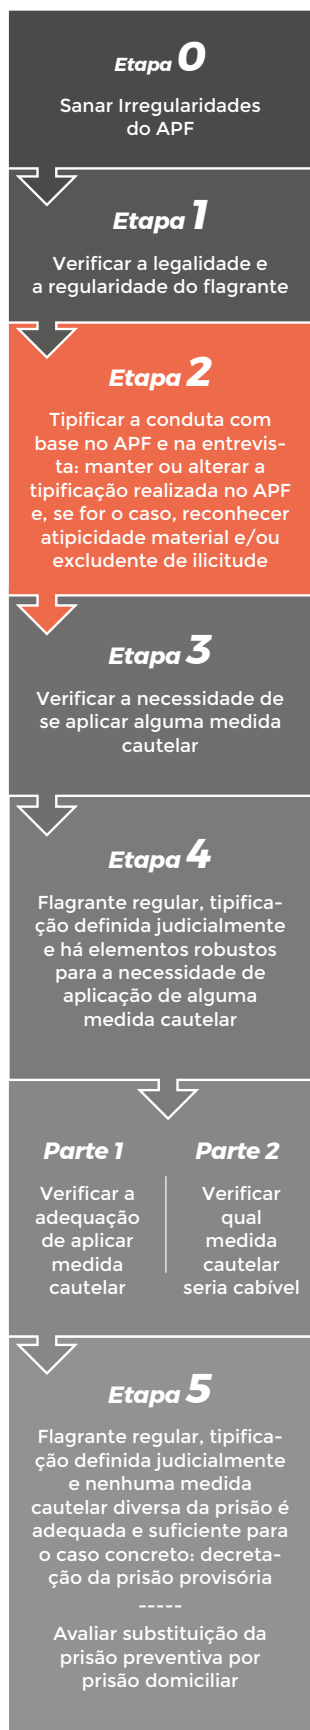 Etapa 0
Sanar Irregularidades
do APF
Etapa 1
Verificar a legalidade e
a regularidade do flagrante
Etapa 2
Tipificar a conduta com
base no APF e na entrevis-
ta: manter ou alterar a
tipificação realizada no APF
e, se for o caso, reconhecer
atipicidade material e/ou
excludente de ilicitude
Etapa 3
Verificar a necessidade de
se aplicar alguma medida
cautelar
Etapa 4
Flagrante regular, tipifica-
ção definida judicialmente
e há elementos robustos
para a necessidade de
aplicação de alguma
medida cautelar
Parte 1
Verificar a
adequação
de aplicar
medida
cautelar
Parte 2
Verificar
qual
medida
cautelar
seria cabível
Etapa 5
Flagrante regular, tipifica-
ção definida judicialmente
e nenhuma medida
cautelar diversa da prisão é
adequada e suficiente para
o caso concreto: decreta-
ção da prisão provisória
-----
Avaliar substituição da
prisão preventiva por
prisão domiciliar